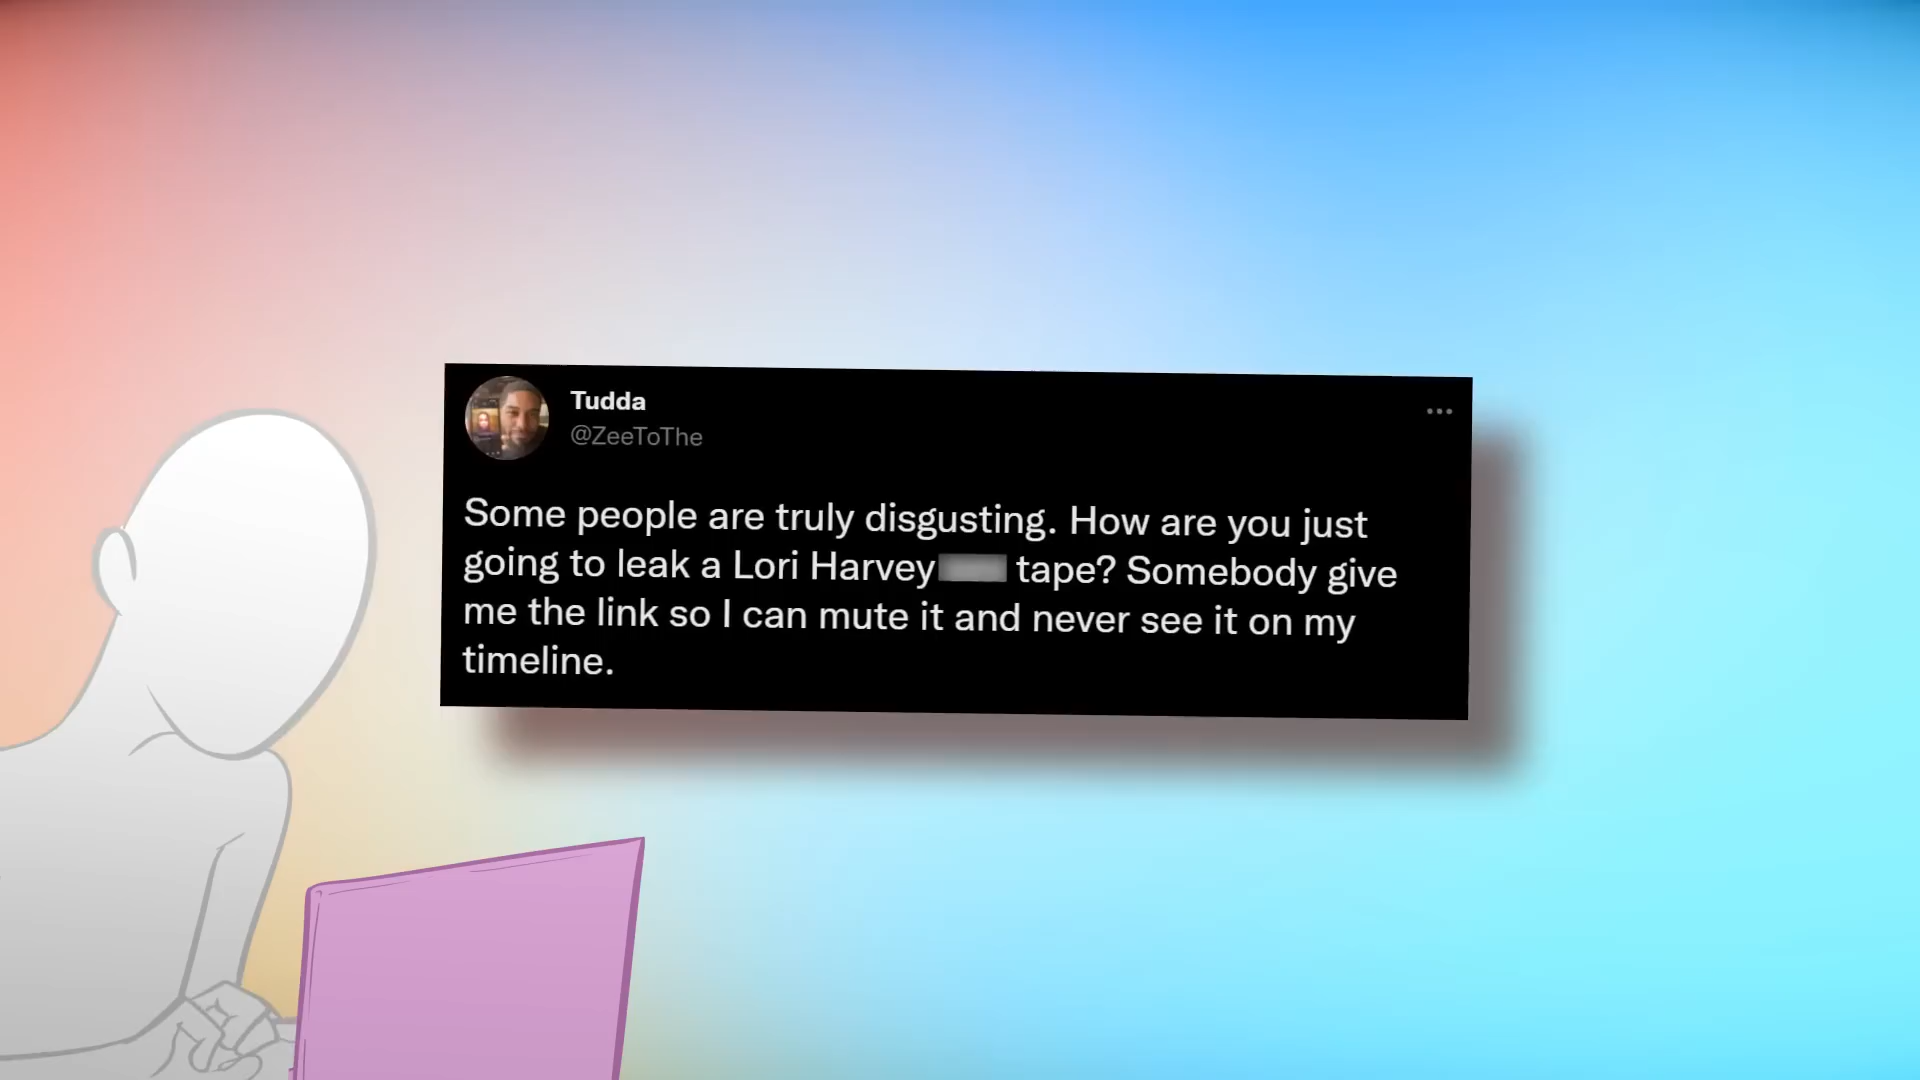 Tudda
@ZeeToThe
Some people are truly disgusting. How are you just
going to leak a Lori Harvey tape? Somebody give
me the link so I can mute it and never see it on my
timeline.